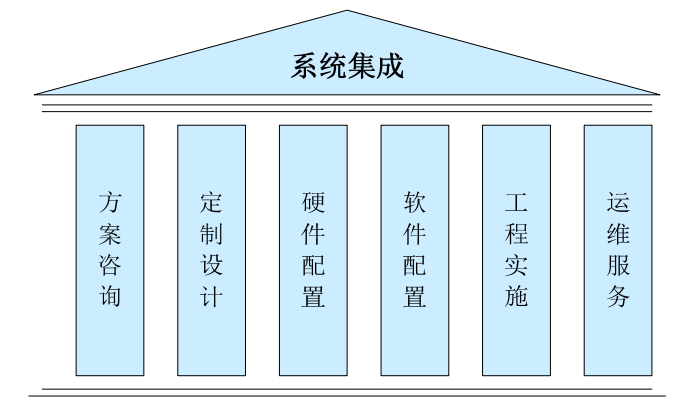 系统集成
方案咨询
定制设计
硬件配置
软件配置
工程实施
运维服务